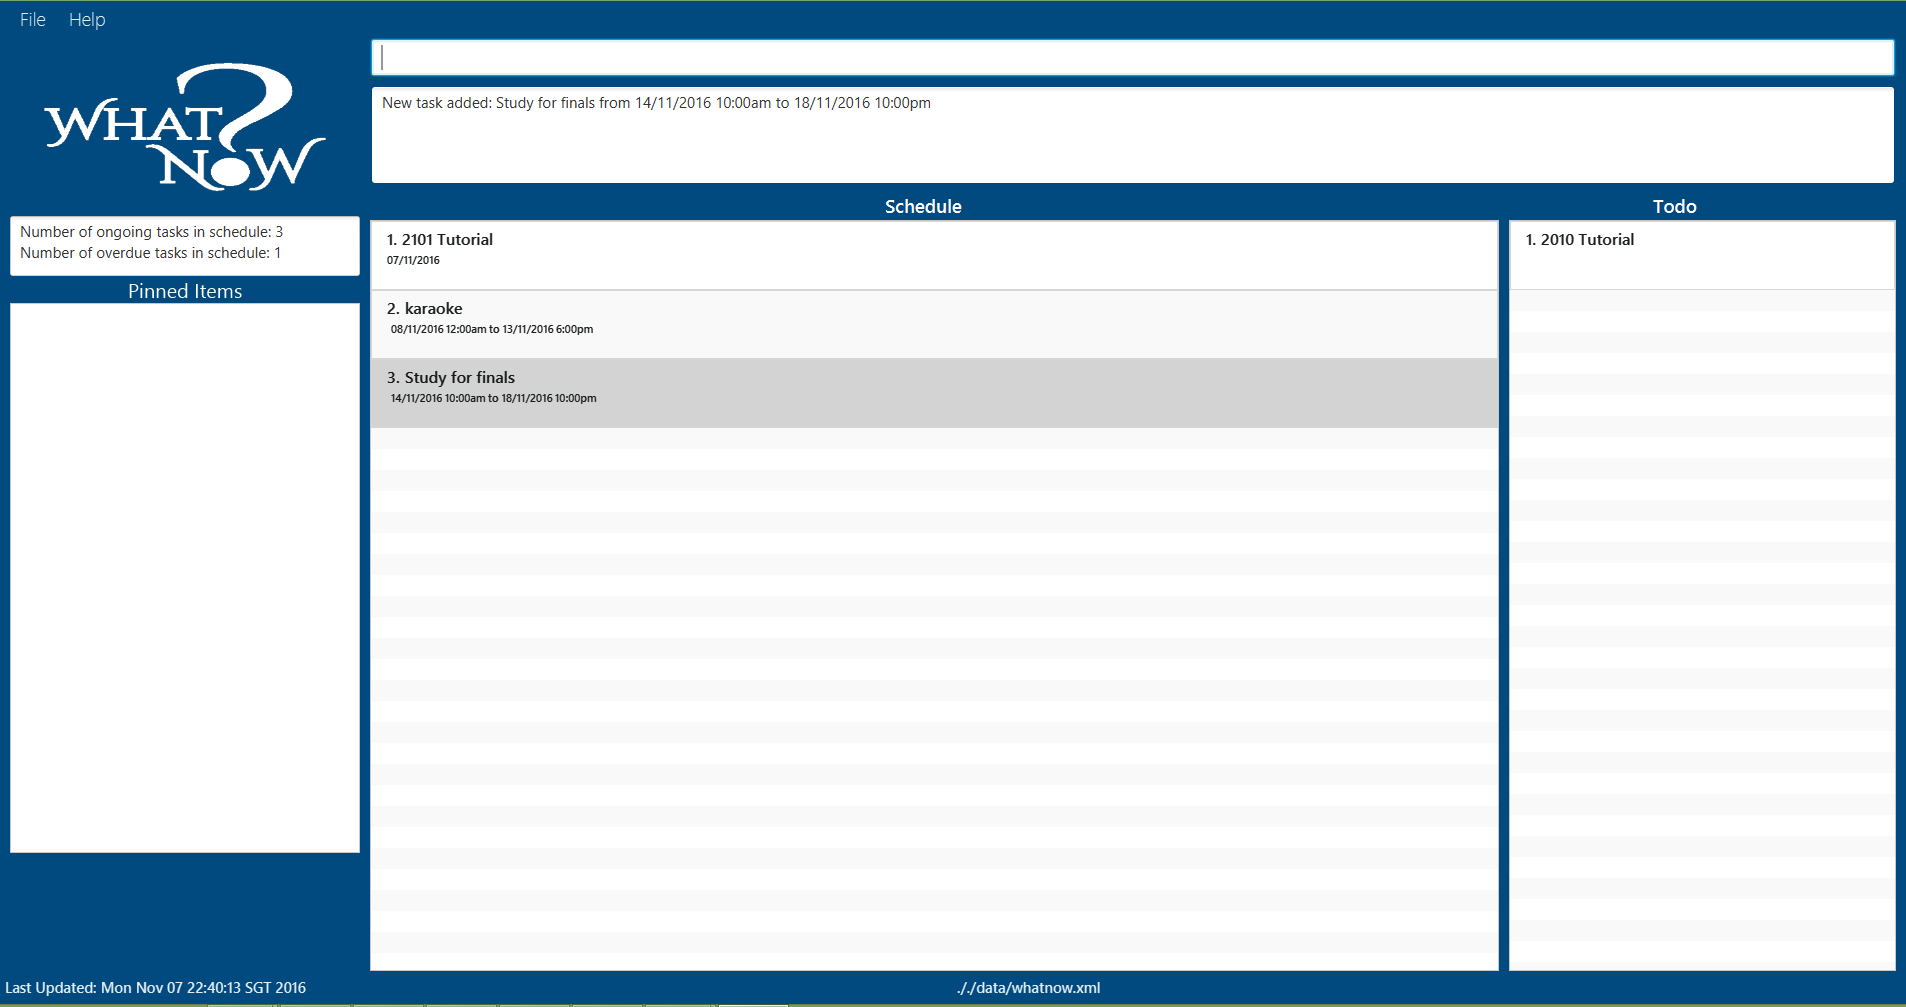 File Help
WHAT?
NOW
New task added: Study for finals from 14/11/2016 10:00am to 18/11/2016 10:00pm
Number of ongoing tasks in schedule: 3
Number of overdue tasks in schedule: 1
Pinned Items
Schedule
1. 2101 Tutorial
07/11/2016
2. karaoke
08/11/2016 12:00am to 13/11/2016 6:00pm
3. Study for finals
14/11/2016 10:00am to 18/11/2016 10:00pm
Todo
1. 2010 Tutorial
Last Updated: Mon Nov 07 22:40:13 SGT 2016
././data/whatnow.xml